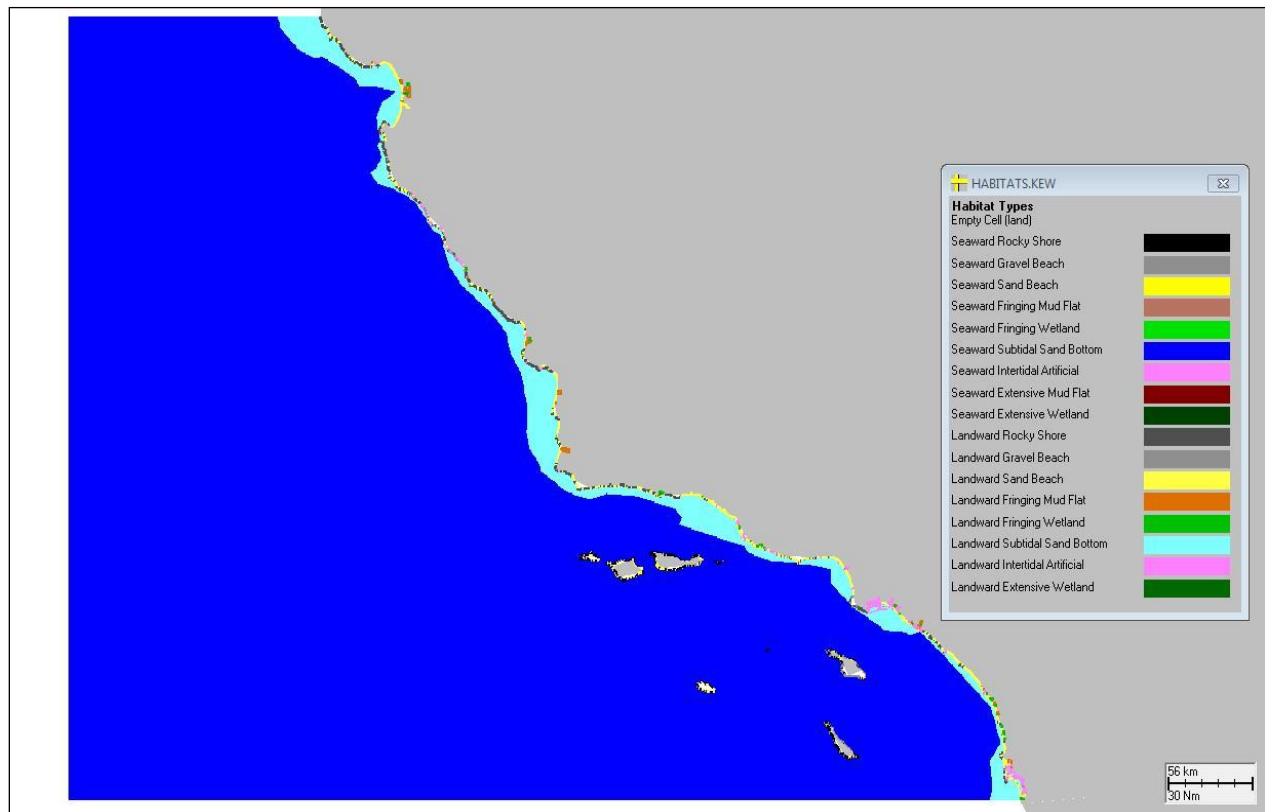 HABITATS.KEW
Habitat Types
Empty Cell (land)
Seaward Rocky Shore
Seaward Gravel Beach
Seaward Sand Beach
Seaward Fringing Mud Flat
Seaward Fringing Wetland
Seaward Subtidal Sand Bottom
Seaward Intertidal Artificial
Seaward Extensive Mud Flat
Seaward Extensive Wetland
Landward Rocky Shore
Landward Gravel Beach
Landward Sand Beach
Landward Fringing Mud Flat
Landward Fringing Wetland
Landward Subtidal Sand Bottom
Landward Intertidal Artificial
Landward Extensive Wetland
56 km
30 Nm